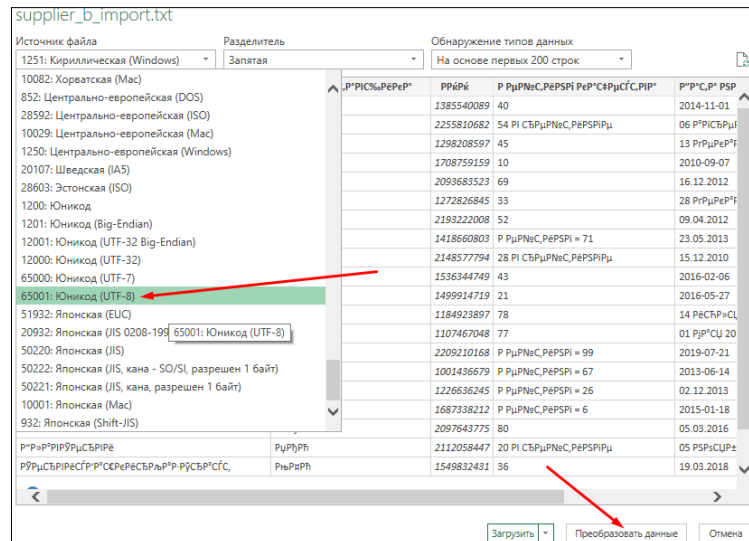 supplier_b_import.txt
Источник файла Разделитель Обнаружение типов данных
1251: Кириллическая (Windows) Запятая На основе первых 200 строк
10082: Хорватская (Mac)
852: Центрально-европейская (DOS)
28592: Центрально-европейская (ISO)
10029: Центрально-европейская (Mac)
1250: Центрально-европейская (Windows)
20107: Шведская (IA5)
28603: Эстонская (ISO)
1200: Юникод
1201: Юникод (Big-Endian)
12001: Юникод (UTF-32 Big-Endian)
12000: Юникод (UTF-32)
65000: Юникод (UTF-7)
65001: Юникод (UTF-8)
51932: Японская (EUC)
20932: Японская (JIS 0208-199
65001: Юникод (UTF-8)
50220: Японская (JIS)
50222: Японская (JIS, кана - SO/SI, разрешен 1 байт)
50221: Японская (JIS, кана, разрешен 1 байт)
10001: Японская (Mac)
932: Японская (Shift-JIS)
1385540089 40 2014-11-01
2255810682 54
1298208597 45
1708759159 10 2010-09-07
2093683523 69 16.12.2012
1272826845 33
2193222008 52 09.04.2012
1418660803 = 71 23.05.2013
2148577794 28 15.12.2010
1536344749 43 2016-02-06
1499914719 21 2016-05-27
1184923897 78
1107467048 77
2209210168 = 99 2019-07-21
1001436679 = 67 2013-06-14
1226636245 = 26 02.12.2013
1687338212 = 6 2015-01-18
2097643775 80 05.03.2016
2112058447 20
1549832431 36 19.03.2018
Загрузить Преобразовать данные Отмена